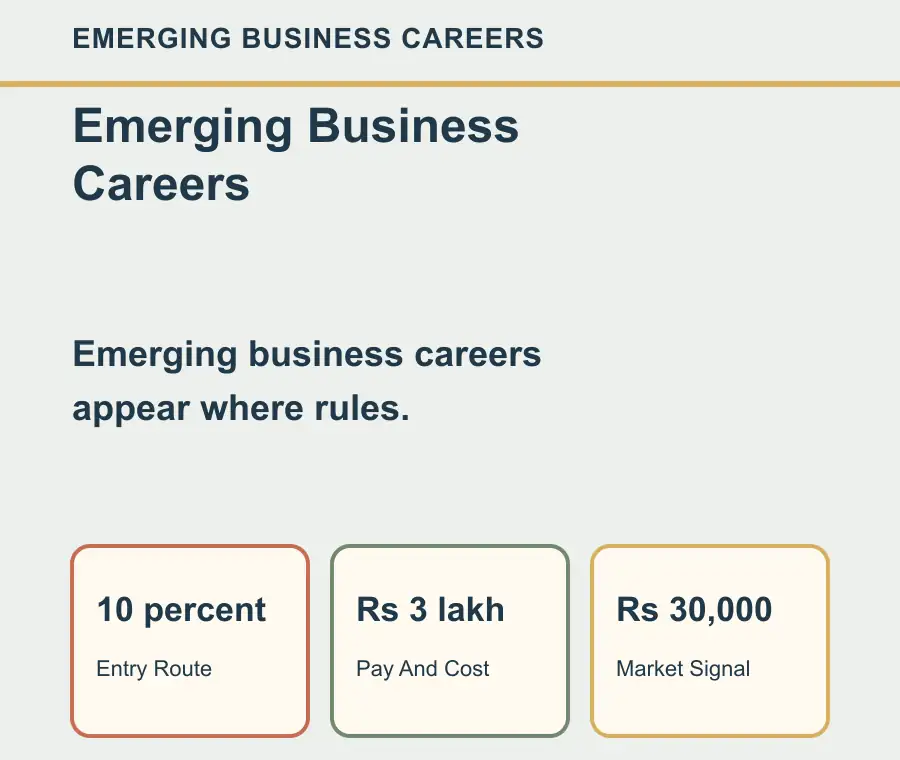 EMERGING BUSINESS CAREERS
Emerging Business
Careers
Emerging business careers
appear where rules.
10 percent
Entry Route
Rs 3 lakh
Pay And Cost
Rs 30,000
Market Signal